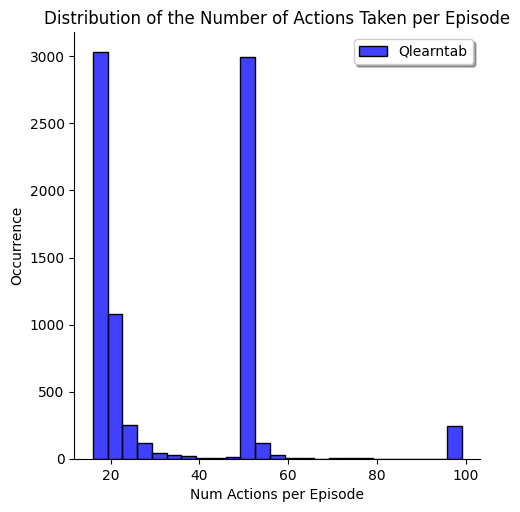 Distribution of the Number of Actions Taken per Episode
Qlearntab
3000
2500
2000
1500
1000
500
0
Occurrence
20 40 60 80 100
Num Actions per Episode